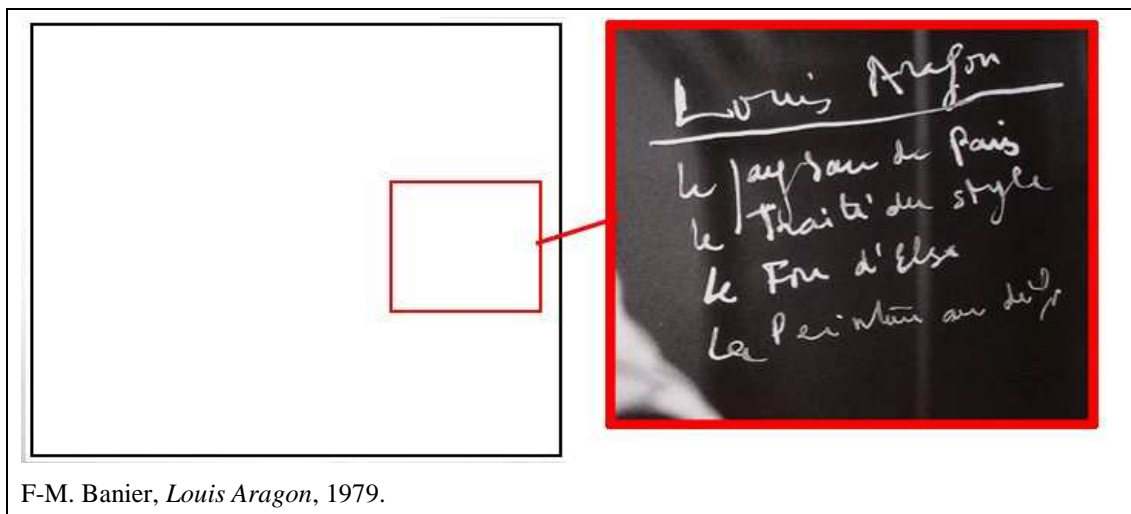 Louis Aragon
le paysan de Paris
le Traité du style
Le Fou d'Elsa
La Peinture au défi
F-M. Banier, Louis Aragon, 1979.